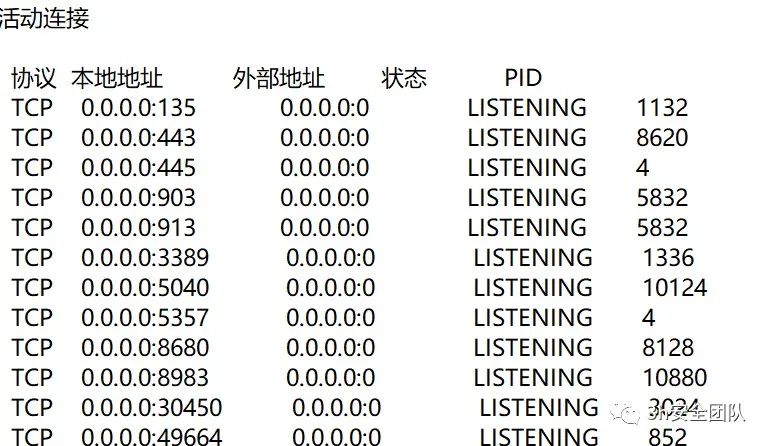 活动连接
协议 本地地址 外部地址 状态 PID
TCP 0.0.0.0:135 0.0.0.0:0 LISTENING 1132
TCP 0.0.0.0:443 0.0.0.0:0 LISTENING 8620
TCP 0.0.0.0:445 0.0.0.0:0 LISTENING 4
TCP 0.0.0.0:903 0.0.0.0:0 LISTENING 5832
TCP 0.0.0.0:913 0.0.0.0:0 LISTENING 5832
TCP 0.0.0.0:3389 0.0.0.0:0 LISTENING 1336
TCP 0.0.0.0:5040 0.0.0.0:0 LISTENING 10124
TCP 0.0.0.0:5357 0.0.0.0:0 LISTENING 4
TCP 0.0.0.0:8680 0.0.0.0:0 LISTENING 8128
TCP 0.0.0.0:8983 0.0.0.0:0 LISTENING 10880
TCP 0.0.0.0:30450 0.0.0.0:0 LISTENING
安全团队
TCP 0.0.0.0:49664 0.0.0.0:0 LISTENING 852